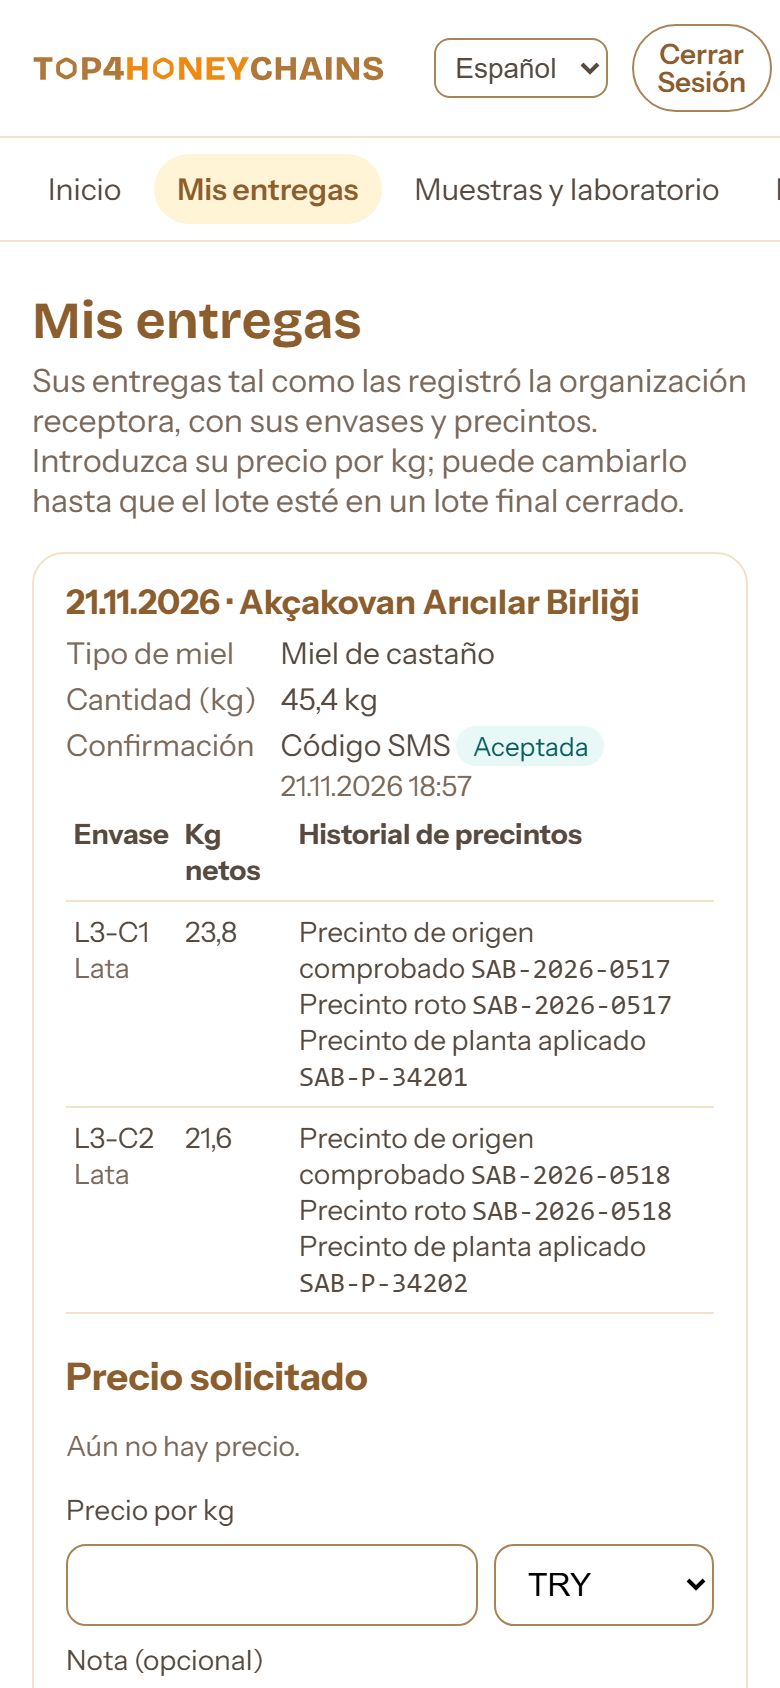 TOP4HONEYCHAINS
Español
Cerrar
Sesión
Inicio
Mis entregas
Muestras y laboratorio
Mis entregas
Sus entregas tal como las registró la organización
receptora, con sus envases y precintos.
Introduzca su precio por kg; puede cambiarlo
hasta que el lote esté en un lote final cerrado.
21.11.2026 · Akçakovan Arıcılar Birliği
Tipo de miel Miel de castaño
Cantidad (kg) 45,4 kg
Confirmación Código SMS Aceptada
21.11.2026 18:57
Envase Kg Historial de precintos
netos
L3-C1 23,8 Precinto de origen
Lata comprobado SAB-2026-0517
Precinto roto SAB-2026-0517
Precinto de planta aplicado
SAB-P-34201
L3-C2 21,6 Precinto de origen
Lata comprobado SAB-2026-0518
Precinto roto SAB-2026-0518
Precinto de planta aplicado
SAB-P-34202
Precio solicitado
Aún no hay precio.
Precio por kg
TRY
Nota (opcional)